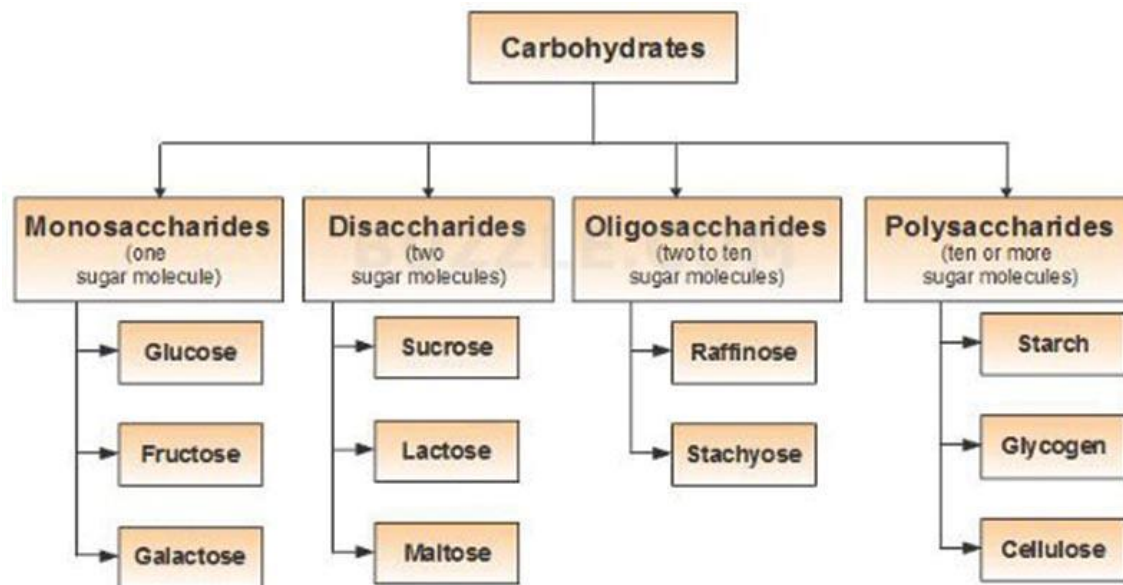 Carbohydrates
Monosaccharides
(one
sugar molecule)
Disaccharides
(two
sugar molecules)
Oligosaccharides
(two to ten
sugar molecules)
Polysaccharides
(ten or more
sugar molecules)
Glucose
Fructose
Galactose
Sucrose
Lactose
Maltose
Raffinose
Stachyose
Starch
Glycogen
Cellulose